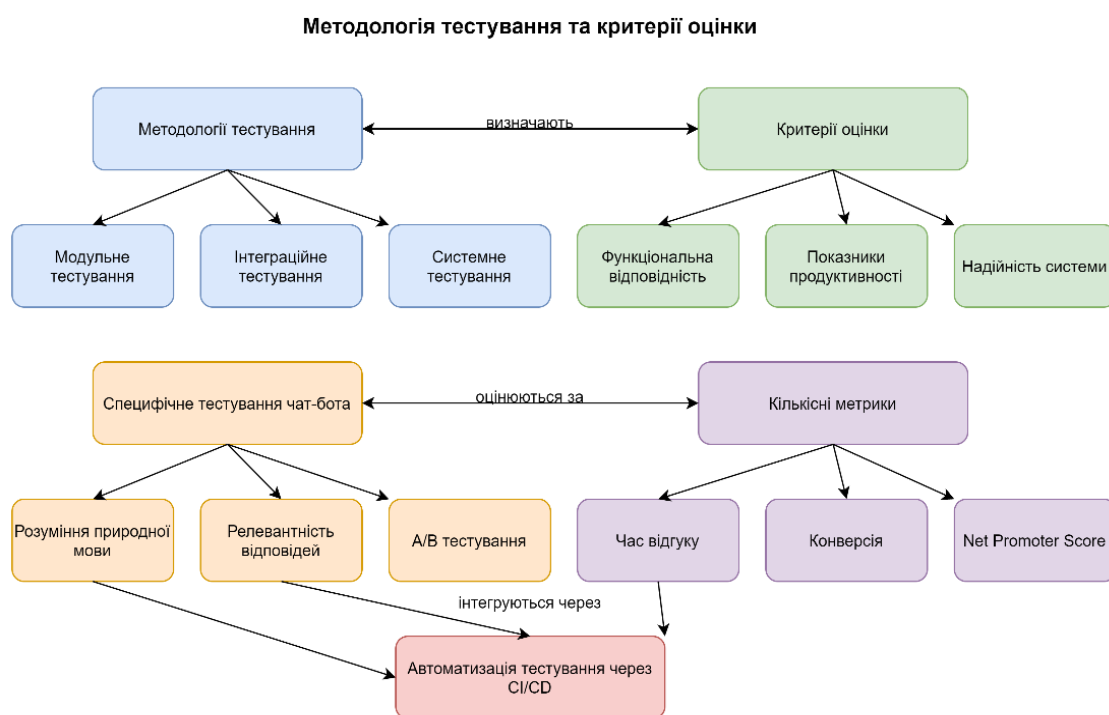 Методологія тестування та критерії оцінки
Методології тестування
визначають
Критерії оцінки
Модульне
тестування
Інтеграційне
тестування
Системне
тестування
Функціональна
відповідність
Показники
продуктивності
Надійність системи
Специфічне тестування чат-бота
оцінюються за
Кількісні метрики
Розуміння природної
мови
Релевантність
відповідей
А/В тестування
Час відгуку
Конверсія
Net Promoter Score
інтегруються через
Автоматизація тестування через
CI/CD